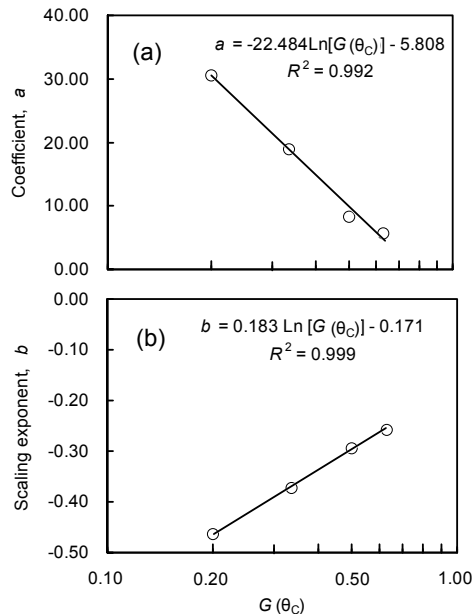 (a)
a = -22.484Ln[G(θC)] - 5.808
R2 = 0.992
40.00
30.00
20.00
10.00
0.00
Coefficient, a
(b)
b = 0.183 Ln [G(θC)] - 0.171
R2 = 0.999
0.00
-0.10
-0.20
-0.30
-0.40
-0.50
Scaling exponent, b
0.10
0.20
0.50
1.00
G (θC)